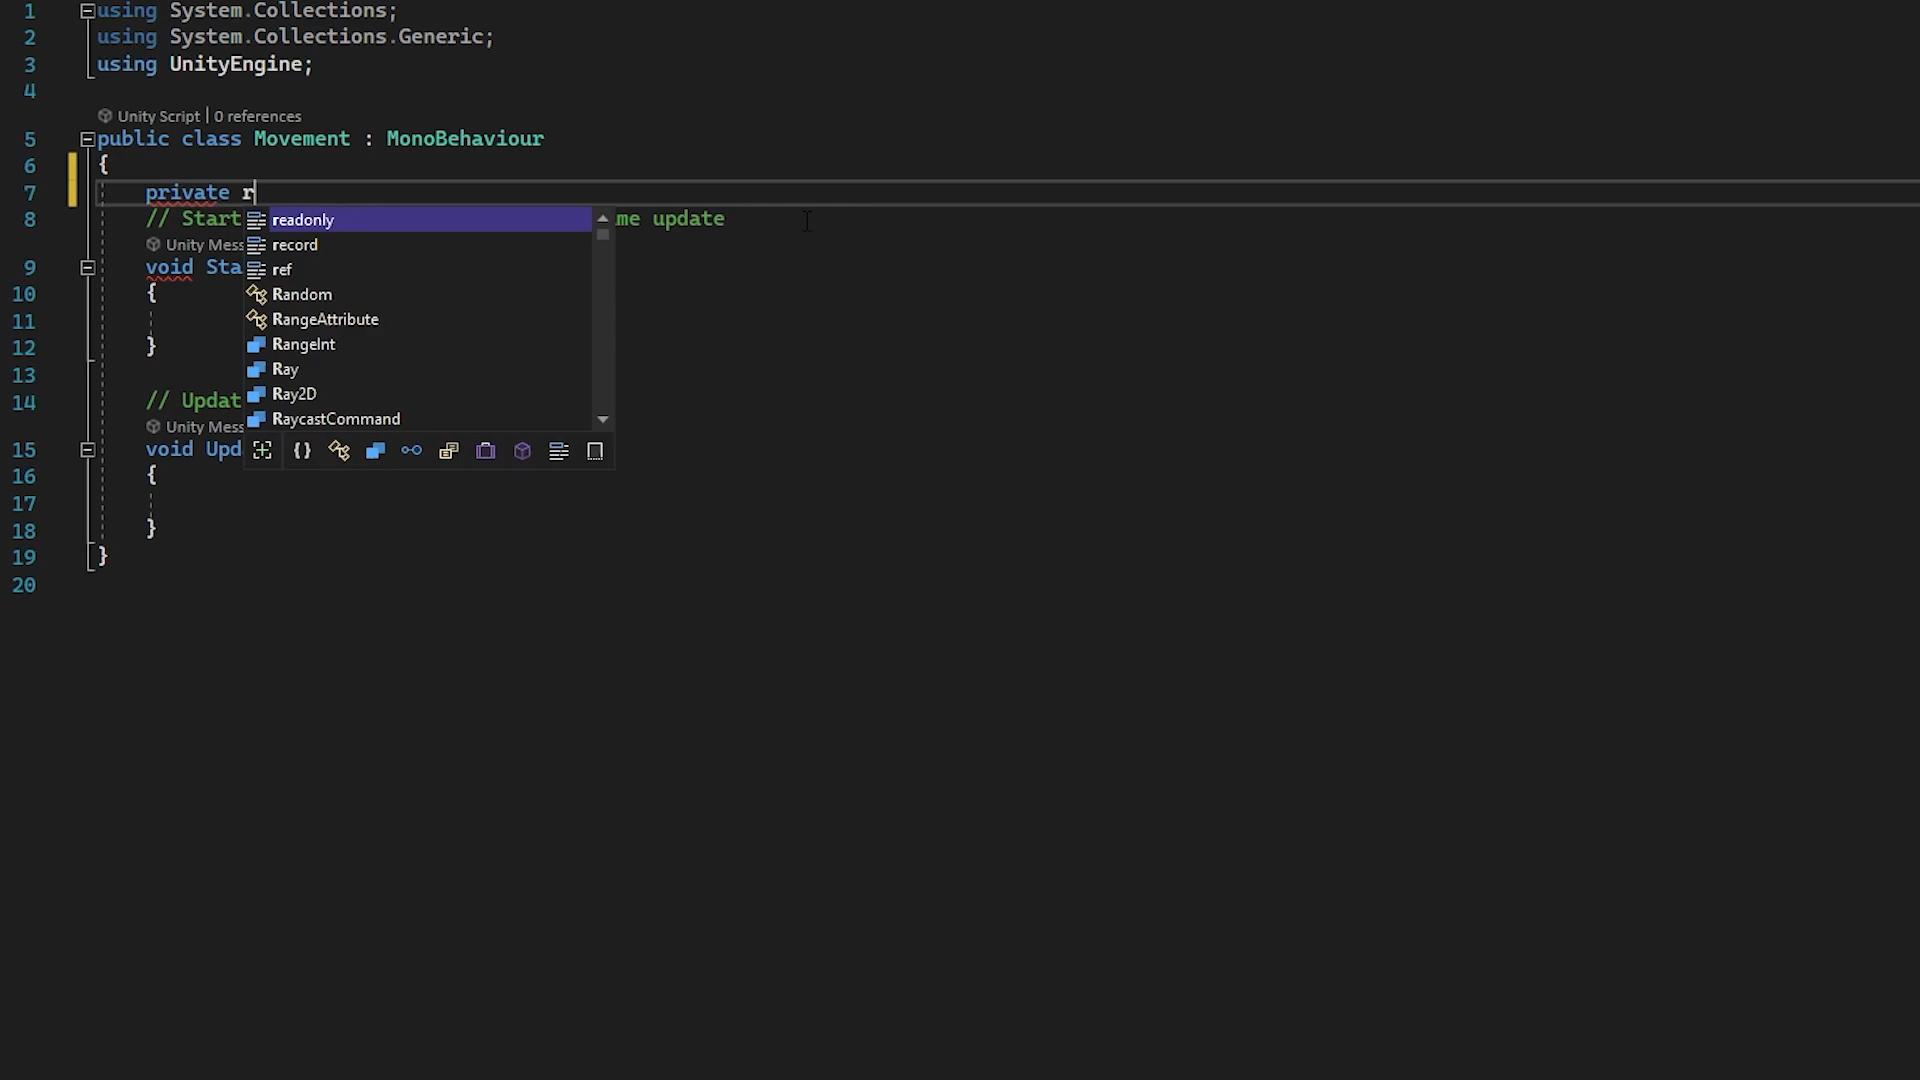 1 using System.Collections;
2 using System.Collections.Generic;
3 using UnityEngine;
4
Unity Script | 0 references
5 public class Movement : MonoBehaviour
6 {
7 private r
8 // Start me update
readonly
Unity Mess
record
9 void Sta
ref
10 {
Random
11
RangeAttribute
12 }
RangeInt
13
Ray
14 // Updat
Ray2D
Unity Mess
RaycastCommand
15 void Upd
16 {
17
18 }
19 }
20